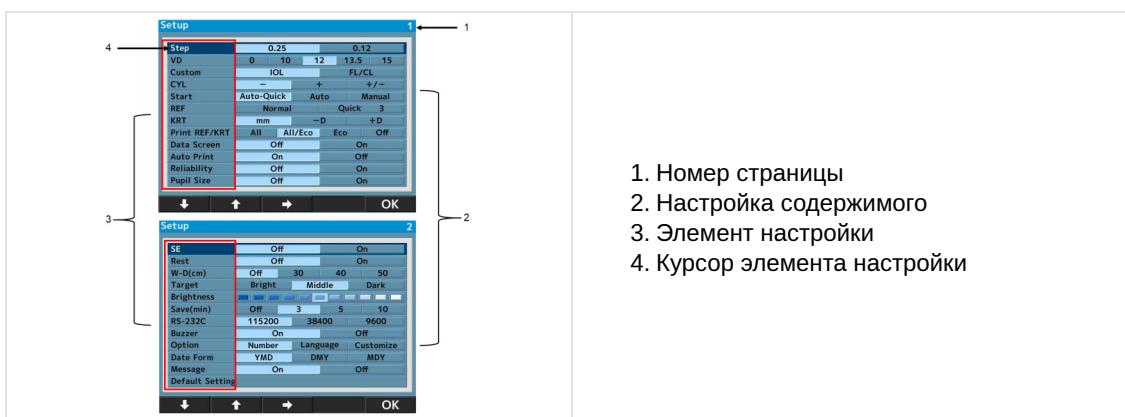 Setup 1
1
4
Step 0.25 0.12
VD 0 10 12 13.5 15
Custom IOL FL/CL
CYL − + +/−
Start Auto-Quick Auto Manual
REF Normal Quick 3
KRT mm −D +D
Print REF/KRT All All/Eco Eco Off
Data Screen Off On
Auto Print On Off
Reliability Off On
Pupil Size Off On
OK
3
2
Setup 2
SE Off On
Rest Off On
W-D(cm) Off 30 40 50
Target Bright Middle Dark
Brightness
Save(min) Off 3 5 10
RS-232C 115200 38400 9600
Buzzer On Off
Option Number Language Customize
Date Form YMD DMY MDY
Message On Off
Default Setting
OK
1. Номер страницы
2. Настройка содержимого
3. Элемент настройки
4. Курсор элемента настройки